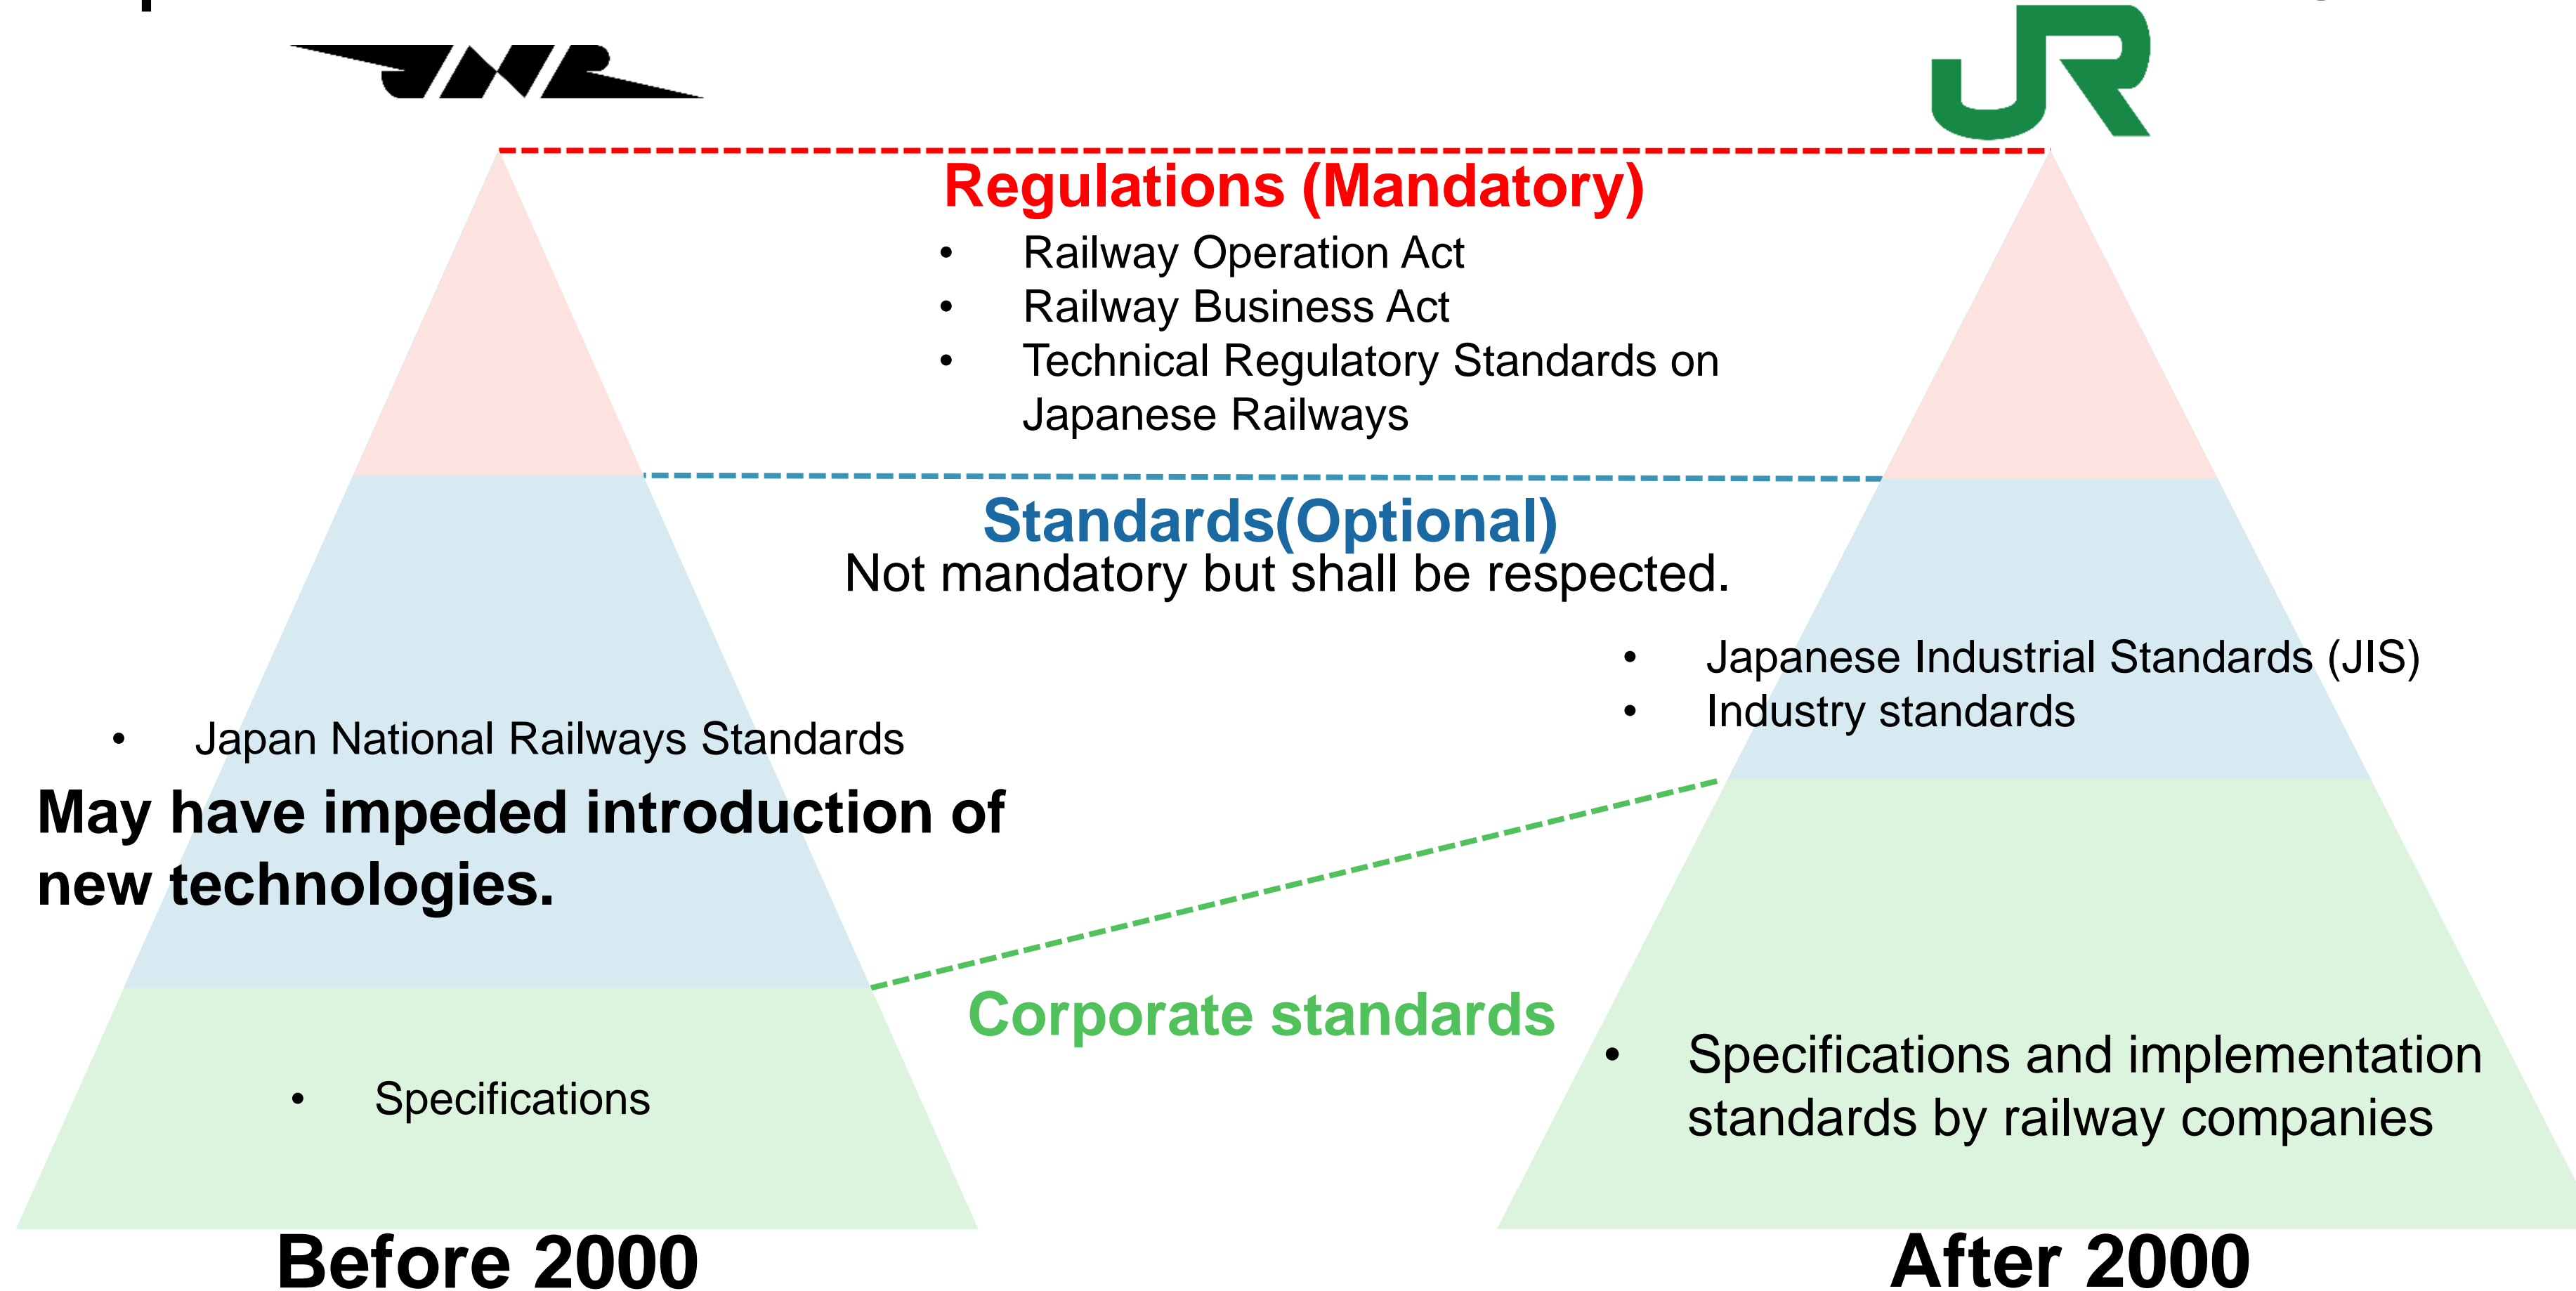 JNR
JR
Regulations (Mandatory)
• Railway Operation Act
• Railway Business Act
• Technical Regulatory Standards on
Japanese Railways
Standards(Optional)
Not mandatory but shall be respected.
• Japanese Industrial Standards (JIS)
• Industry standards
• Japan National Railways Standards
May have impeded introduction of
new technologies.
Corporate standards
• Specifications
• Specifications and implementation
standards by railway companies
Before 2000
After 2000